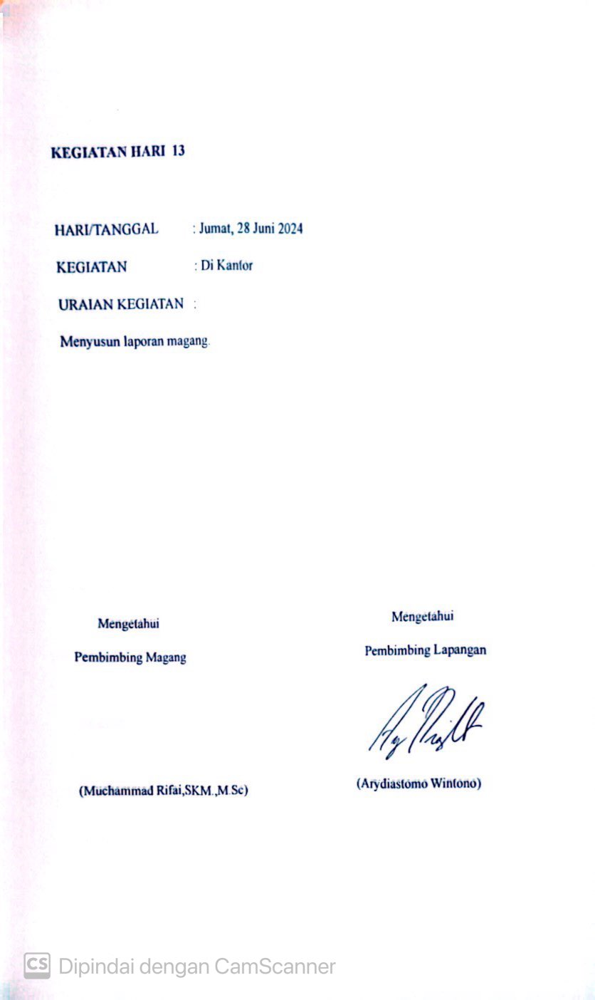 KEGIATAN HARI 13
HARI/TANGGAL : Jumat, 28 Juni 2024
KEGIATAN : Di Kantor
URAIAN KEGIATAN :
Menyusun laporan magang.
Mengetahui Mengetahui
Pembimbing Magang Pembimbing Lapangan
(Muchammad Rifai,SKM.,M.Sc) (Arydiastomo Wintono)
CS Dipindai dengan CamScanner